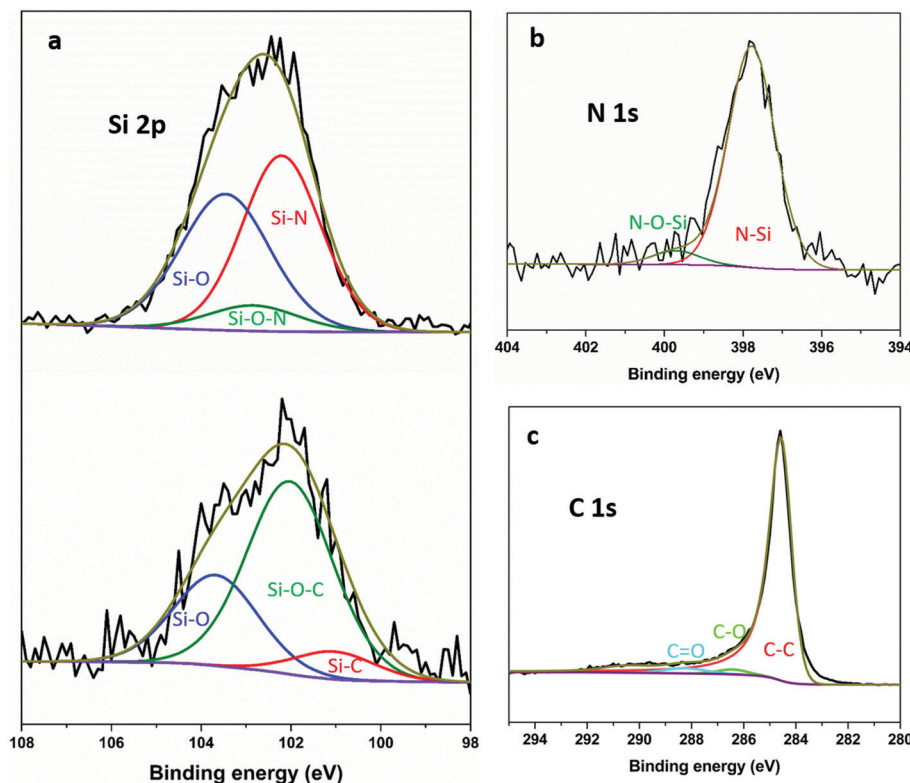 a
Si 2p
Si-N
Si-O
Si-O-N
Si-O-C
Si-O
Si-C
108 106 104 102 100 98
Binding energy (eV)
b
N 1s
N-O-Si
N-Si
404 402 400 398 396 394
Binding energy (eV)
c
C 1s
C-O
C=O
C-C
294 292 290 288 286 284 282 280
Binding energy (eV)